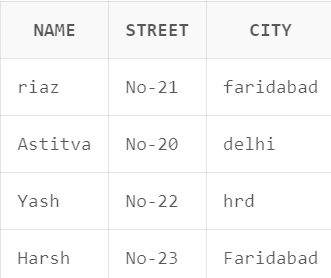 NAME STREET CITY
riaz No-21 faridabad
Astitva No-20 delhi
Yash No-22 hrd
Harsh No-23 Faridabad